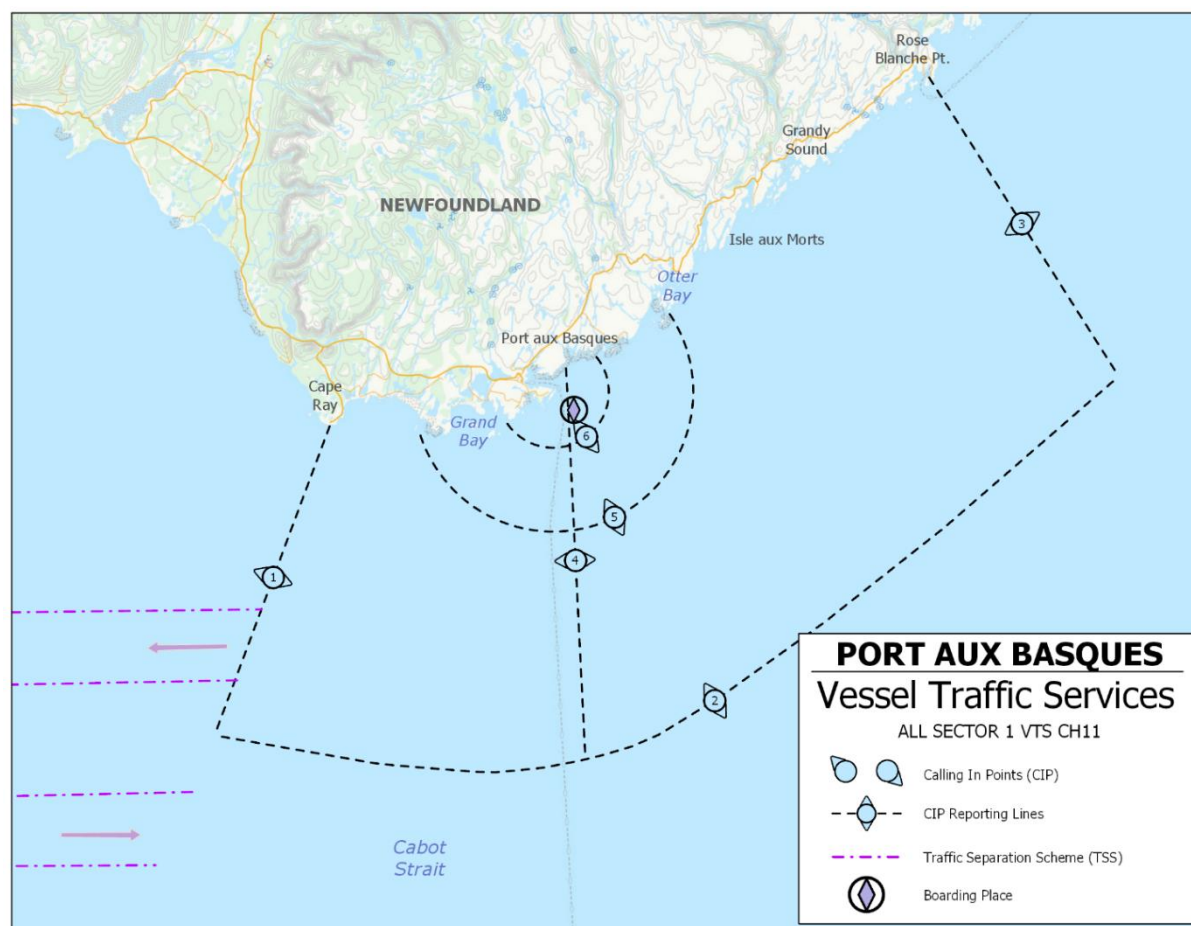 Rose
Blanche Pt.
Grandy
Sound
NEWFOUNDLAND
3
Isle aux Morts
Otter
Bay
Port aux Basques
Cape
Ray
Grand
Bay
6
5
4
1
2
PORT AUX BASQUES
Vessel Traffic Services
ALL SECTOR 1 VTS CH11
Calling In Points (CIP)
CIP Reporting Lines
Traffic Separation Scheme (TSS)
Boarding Place
Cabot
Strait